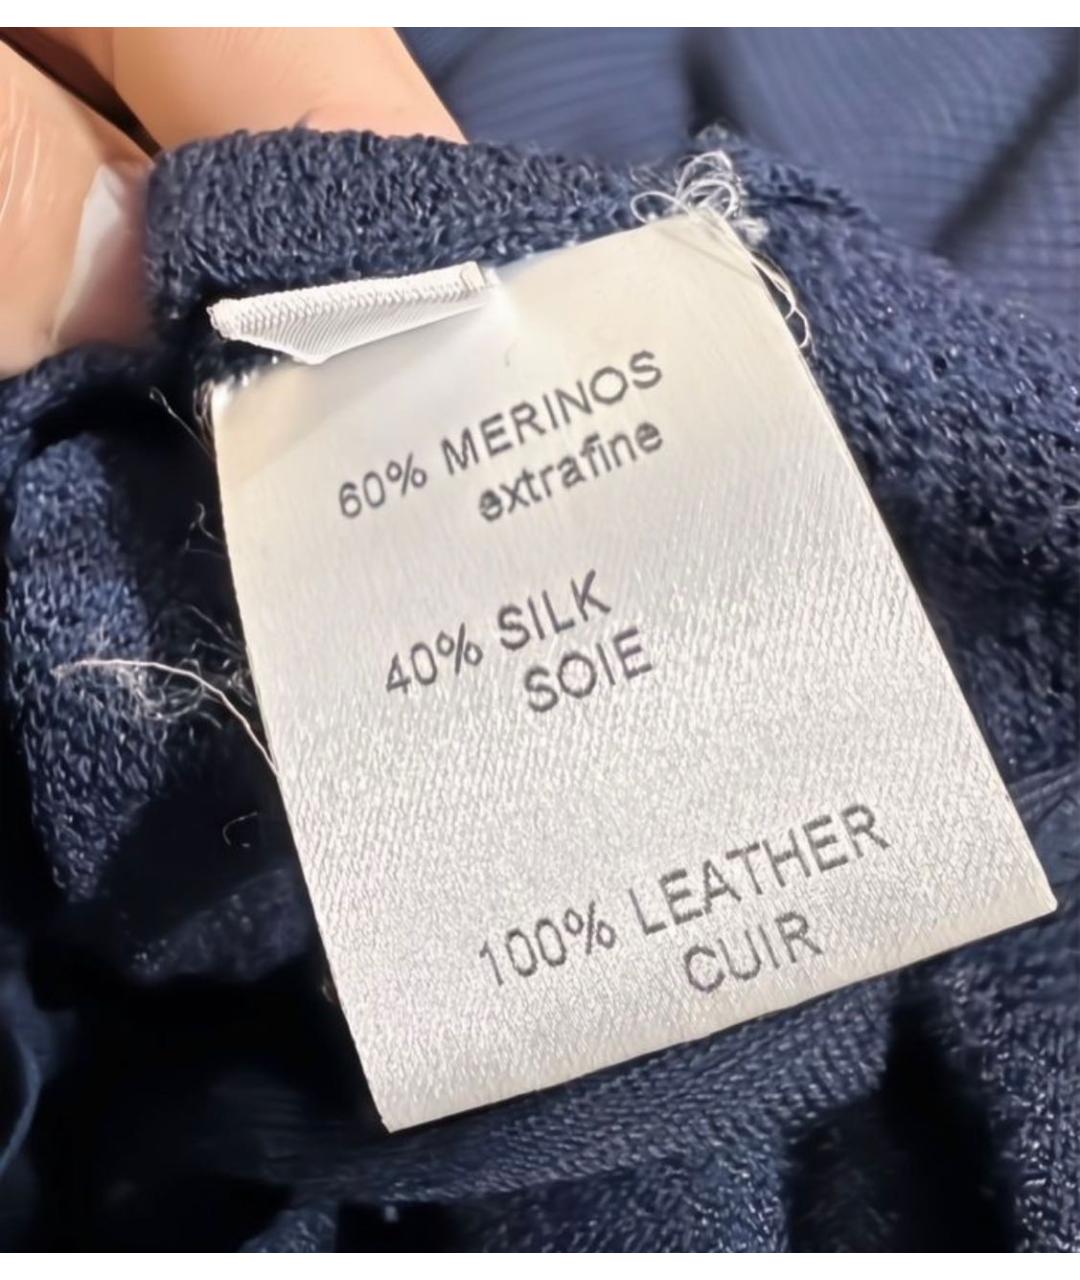 60% MERINOS
extrafine
40% SILK
SOIE
100% LEATHER
CUIR